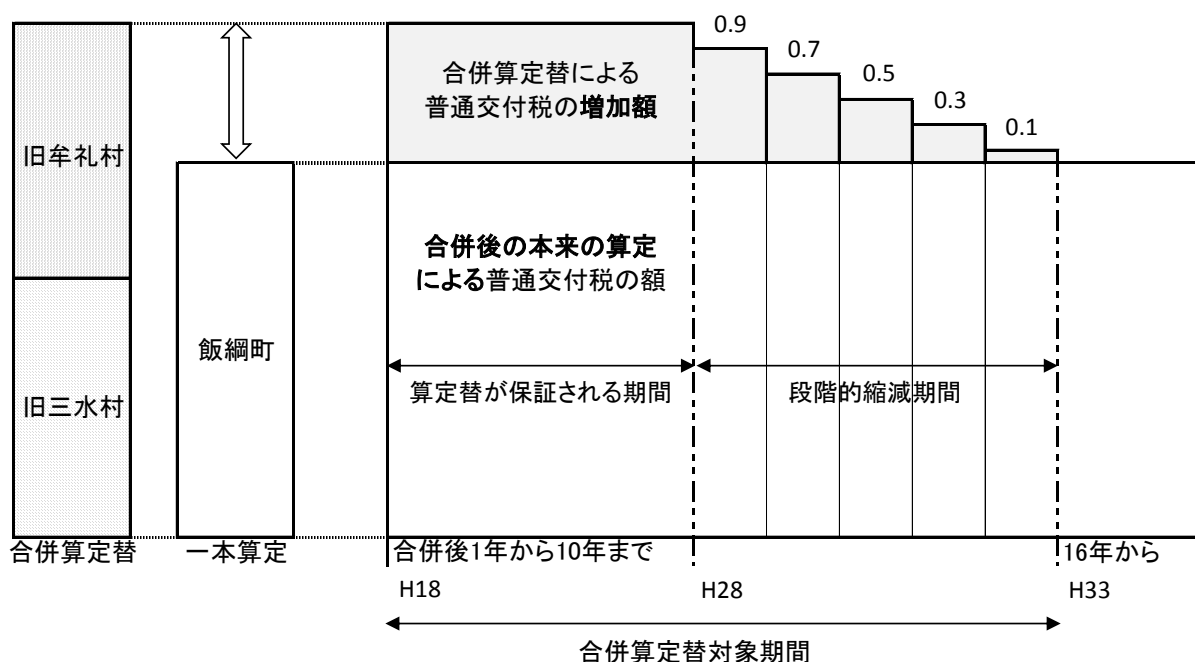 0.9
0.7
0.5
0.3
0.1
合併算定替による
普通交付税の増加額
旧牟礼村
旧三水村
飯綱町
合併後の本来の算定
による普通交付税の額
算定替が保証される期間
段階的縮減期間
合併算定替
一本算定
合併後1年から10年まで
16年から
H18
H28
H33
合併算定替対象期間